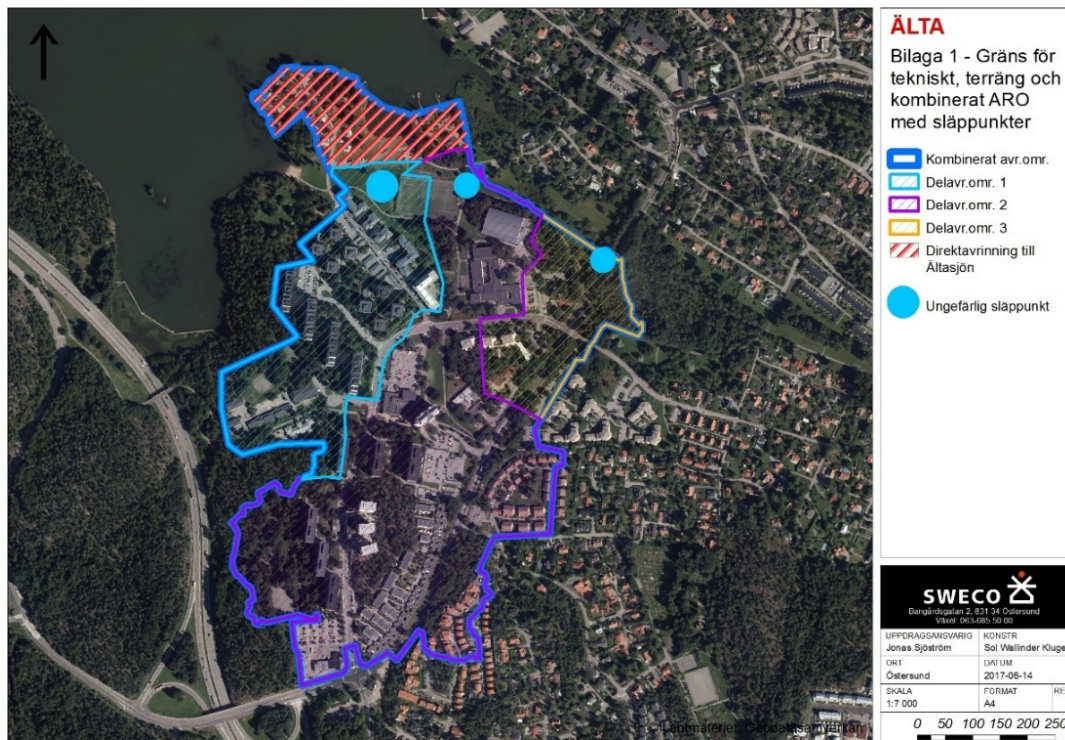 ÄLTA
Bilaga 1 - Gräns för
tekniskt, terräng och
kombinerat ARO
med släppunkter
Kombinerat avr.omr.
Delavr.omr. 1
Delavr.omr. 2
Delavr.omr. 3
Direktavrinning till
Ältasjön
Ungefärlig släppunkt
SWECO
Bangårdsgatan 2, 831 34 Östersund
Växel: 063-685 50 00
UPPDRAGSANSVARIG KONSTR
Jonas Sjöström Sol Wallinder Kluge
ORT DATUM
Östersund 2017-06-14
SKALA FORMAT RE
1:7 000 A4
0 50 100 150 200 250
© Lantmäteriet, Geodatasamverkan